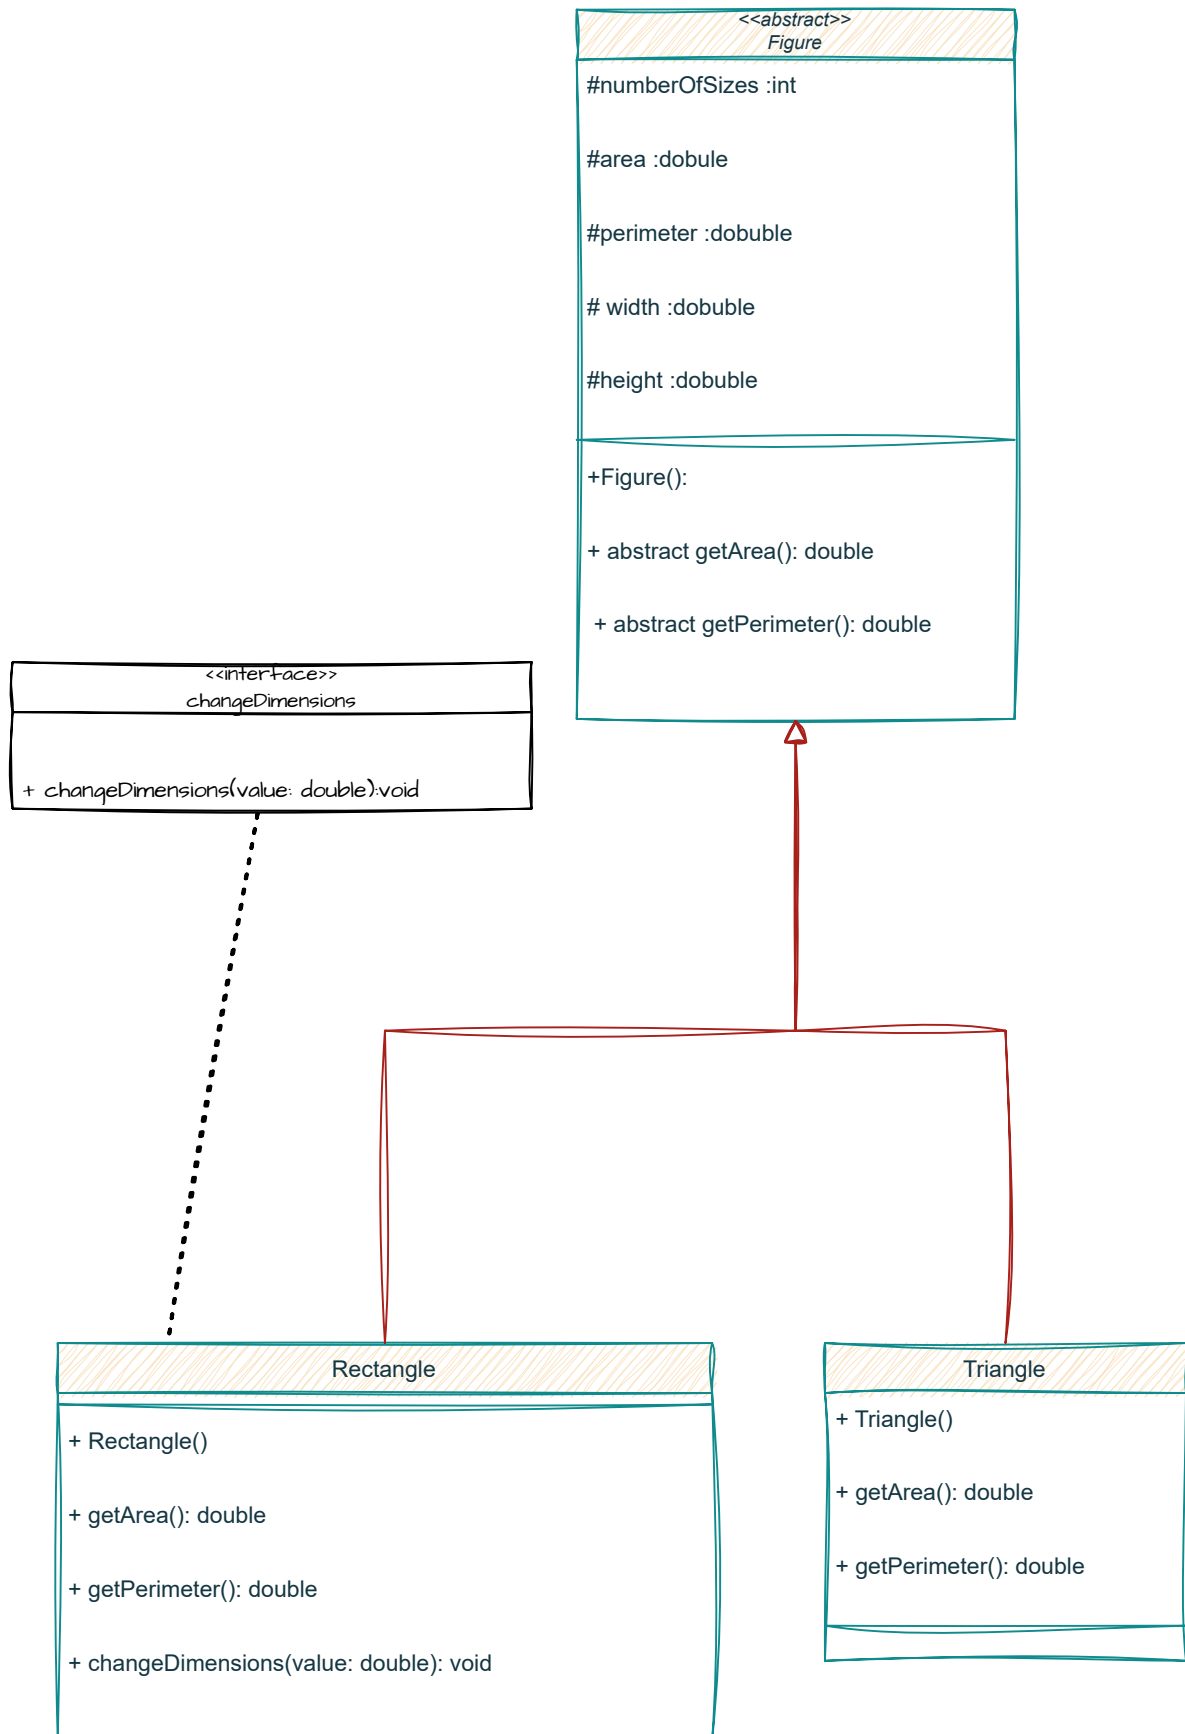 <<abstract>>
Figure
#numberOfSizes :int
#area :dobule
#perimeter :dobuble
# width :dobuble
#height :dobuble
+Figure():
+ abstract getArea(): double
+ abstract getPerimeter(): double
<<interface>>
changeDimensions
+ changeDimensions(value: double):void
Rectangle
+ Rectangle()
+ getArea(): double
+ getPerimeter(): double
+ changeDimensions(value: double): void
Triangle
+ Triangle()
+ getArea(): double
+ getPerimeter(): double